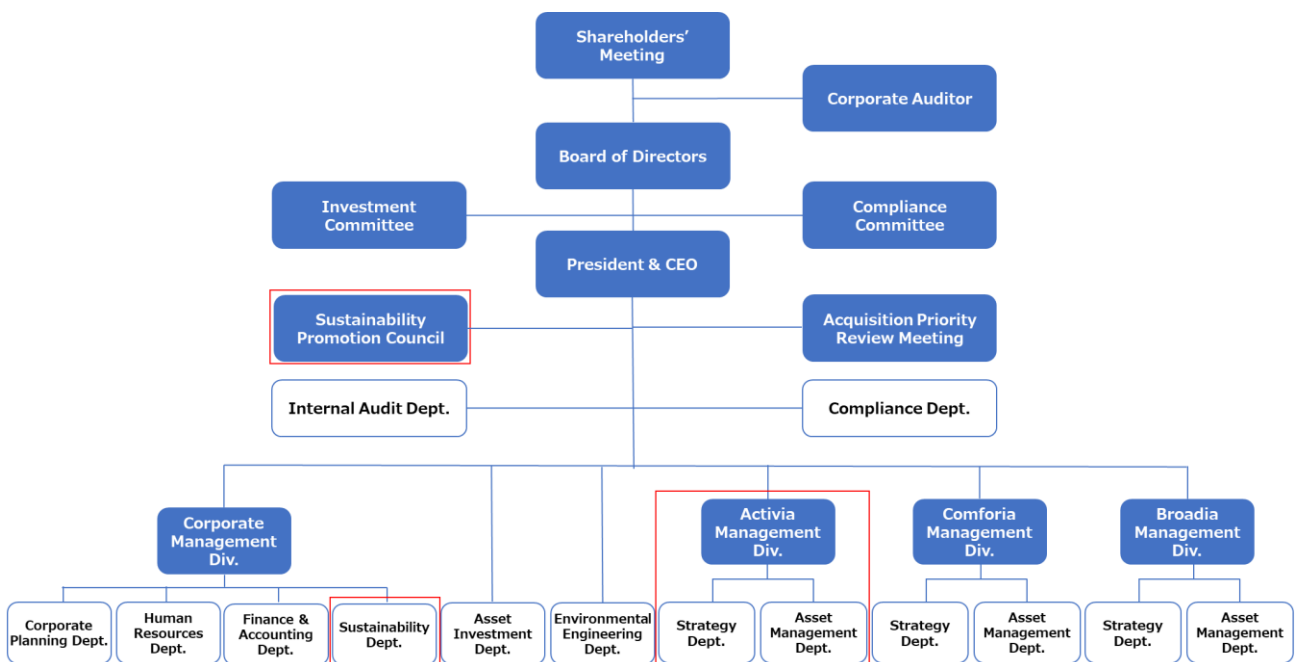 Shareholders'
Meeting
Corporate Auditor
Board of Directors
Investment
Committee
Compliance
Committee
President & CEO
Sustainability
Promotion Council
Acquisition Priority
Review Meeting
Internal Audit Dept.
Compliance Dept.
Corporate
Management
Div.
Activia
Management
Div.
Comforia
Management
Div.
Broadia
Management
Div.
Corporate
Planning Dept.
Human
Resources
Dept.
Finance &
Accounting
Dept.
Sustainability
Dept.
Asset
Investment
Dept.
Environmental
Engineering
Dept.
Strategy
Dept.
Asset
Management
Dept.
Strategy
Dept.
Asset
Management
Dept.
Strategy
Dept.
Asset
Management
Dept.